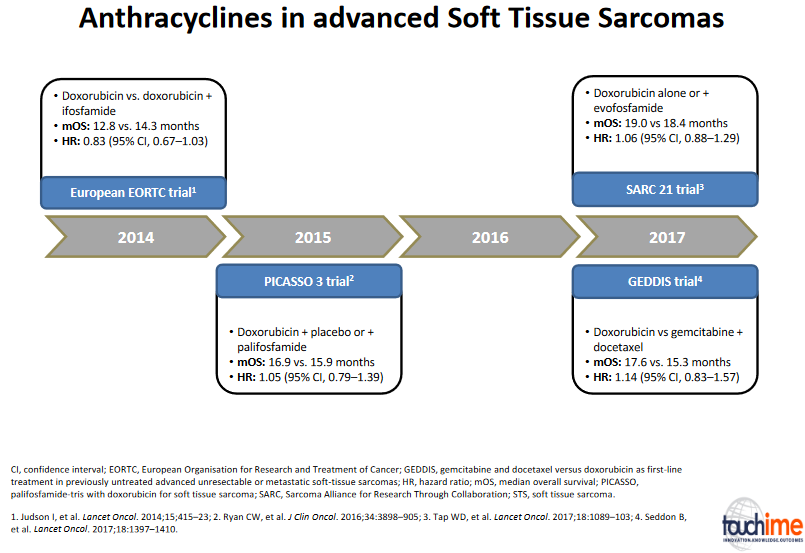 Anthracyclines in advanced Soft Tissue Sarcomas
• Doxorubicin vs. doxorubicin +
ifosfamide
• mOS: 12.8 vs. 14.3 months
• HR: 0.83 (95% CI, 0.67–1.03)
European EORTC trial¹
• Doxorubicin alone or +
evofosfamide
• mOS: 19.0 vs 18.4 months
• HR: 1.06 (95% CI, 0.88–1.29)
SARC 21 trial³
2014
2015
2016
2017
PICASSO 3 trial²
• Doxorubicin + placebo or +
palifosfamide
• mOS: 16.9 vs. 15.9 months
• HR: 1.05 (95% CI, 0.79–1.39)
GEDDIS trial⁴
• Doxorubicin vs gemcitabine +
docetaxel
• mOS: 17.6 vs. 15.3 months
• HR: 1.14 (95% CI, 0.83–1.57)
CI, confidence interval; EORTC, European Organisation for Research and Treatment of Cancer; GEDDIS, gemcitabine and docetaxel versus doxorubicin as first-line
treatment in previously untreated advanced unresectable or metastatic soft-tissue sarcomas; HR, hazard ratio; mOS, median overall survival; PICASSO,
palifosfamide-tris with doxorubicin for soft tissue sarcoma; SARC, Sarcoma Alliance for Research Through Collaboration; STS, soft tissue sarcoma.
1. Judson I, et al. Lancet Oncol. 2014;15;415–23; 2. Ryan CW, et al. J Clin Oncol. 2016;34:3898–905; 3. Tap WD, et al. Lancet Oncol. 2017;18:1089–103; 4. Seddon B,
et al. Lancet Oncol. 2017;18:1397–1410.
touchime
INNOVATION.KNOWLEDGE.OUTCOMES